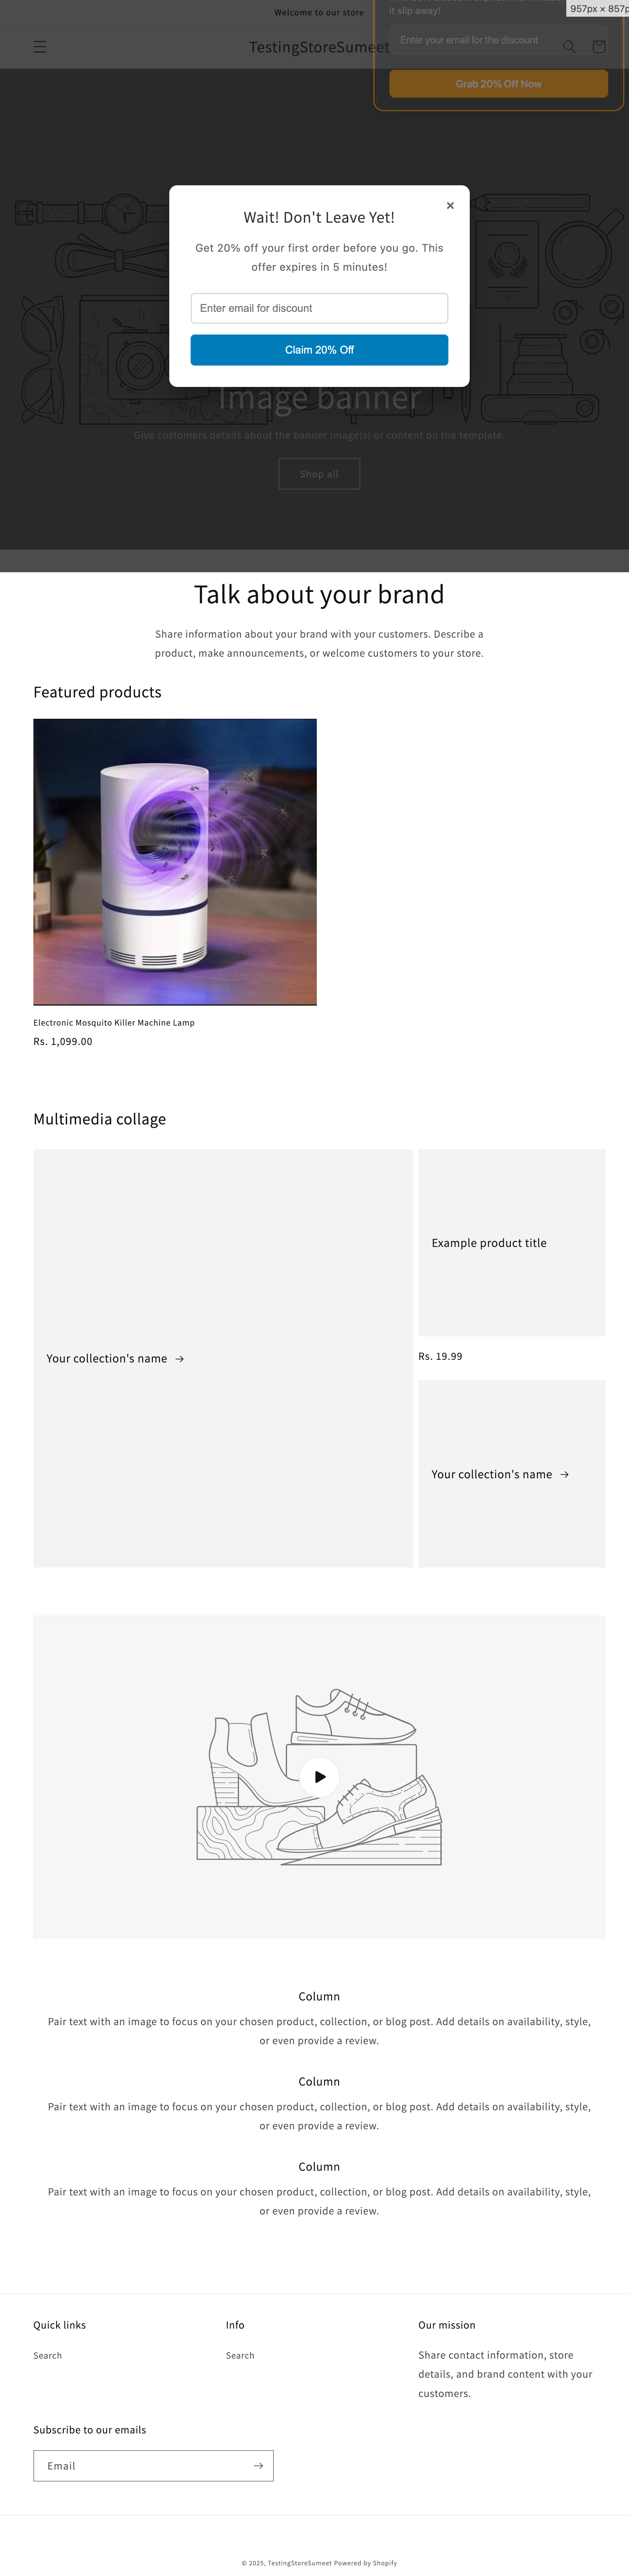 Welcome to our store
957px × 857p
it slip away!
TestingStoreSumeet
Enter your email for the discount
Grab 20% Off Now
×
Wait! Don't Leave Yet!
Get 20% off your first order before you go. This
offer expires in 5 minutes!
Enter email for discount
Claim 20% Off
Image banner
Give customers details about the banner image(s) or content on the template.
Shop all
Talk about your brand
Share information about your brand with your customers. Describe a
product, make announcements, or welcome customers to your store.
Featured products
Electronic Mosquito Killer Machine Lamp
Rs. 1,099.00
Multimedia collage
Your collection's name →
Example product title
Rs. 19.99
Your collection's name →
Column
Pair text with an image to focus on your chosen product, collection, or blog post. Add details on availability, style,
or even provide a review.
Column
Pair text with an image to focus on your chosen product, collection, or blog post. Add details on availability, style,
or even provide a review.
Column
Pair text with an image to focus on your chosen product, collection, or blog post. Add details on availability, style,
or even provide a review.
Quick links
Search
Info
Search
Our mission
Share contact information, store
details, and brand content with your
customers.
Subscribe to our emails
Email
© 2025, TestingStoreSumeet Powered by Shopify